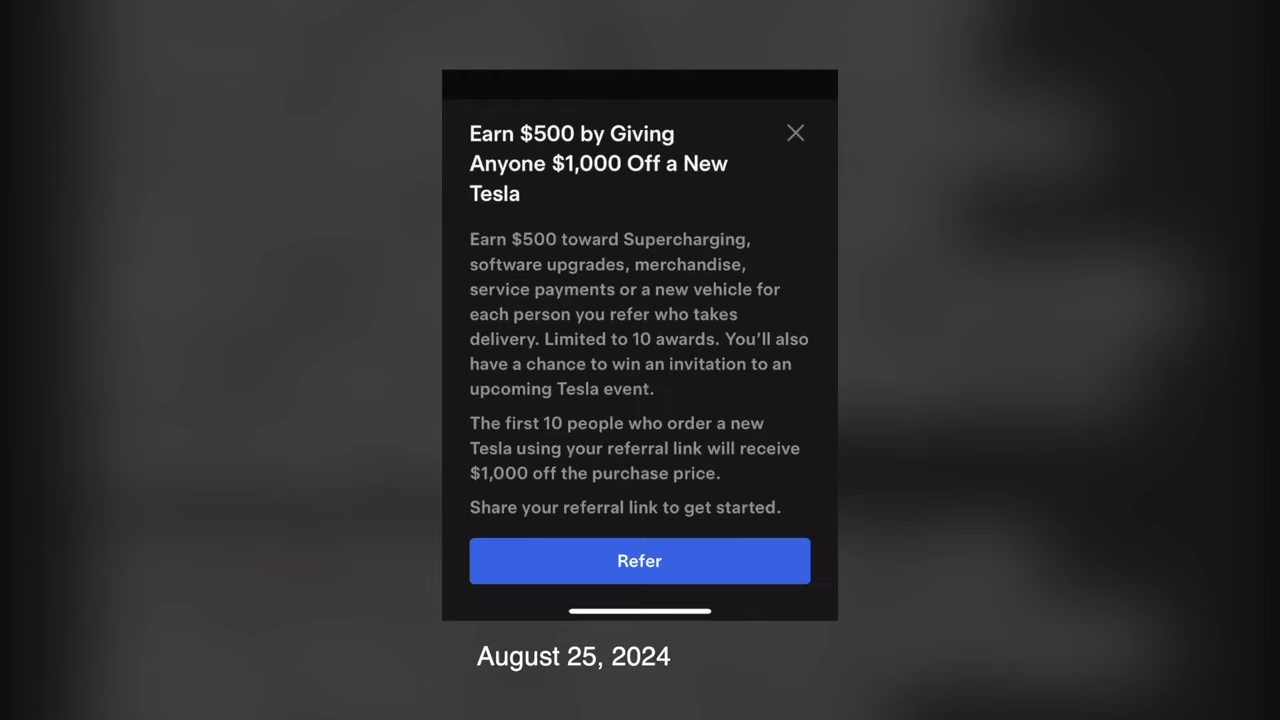 Earn $500 by Giving
Anyone $1,000 Off a New
Tesla
Earn $500 toward Supercharging,
software upgrades, merchandise,
service payments or a new vehicle for
each person you refer who takes
delivery. Limited to 10 awards. You’ll also
have a chance to win an invitation to an
upcoming Tesla event.
The first 10 people who order a new
Tesla using your referral link will receive
$1,000 off the purchase price.
Share your referral link to get started.
Refer
August 25, 2024